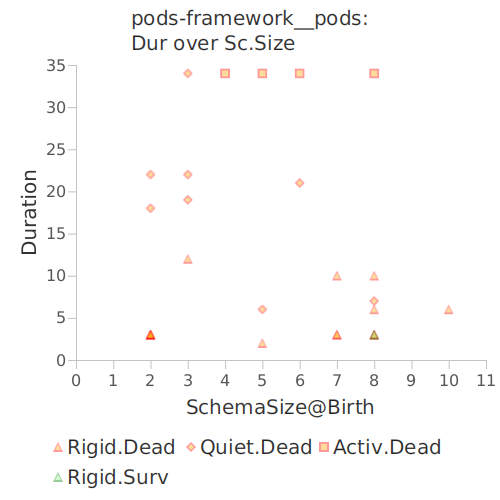 pods-framework__pods:
Dur over Sc.Size
35
30
25
20
15
10
5
0
Duration
0 1 2 3 4 5 6 7 8 9 10 11
SchemaSize@Birth
Rigid.Dead Quiet.Dead Activ.Dead
Rigid.Surv